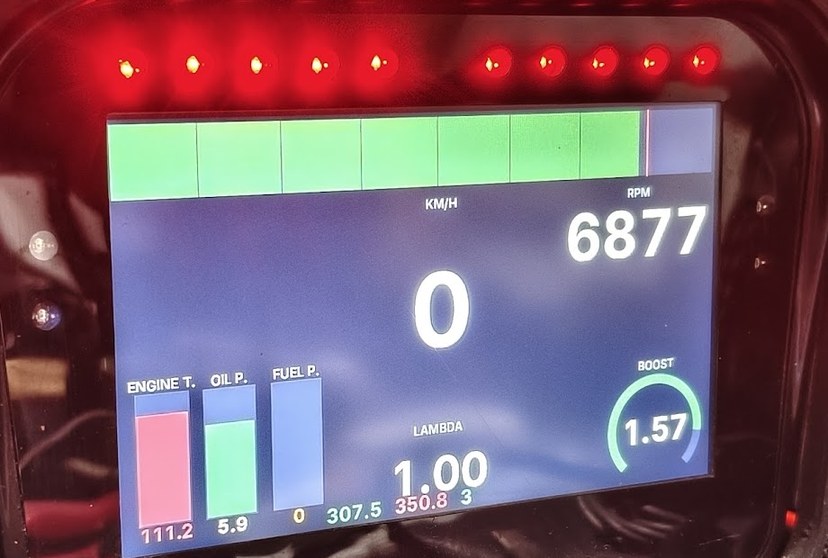 KM/H
RPM
6877
0
ENGINE T.
OIL P.
FUEL P.
BOOST
1.57
LAMBDA
1.00
111.2
5.9
0
307.5
350.8
3